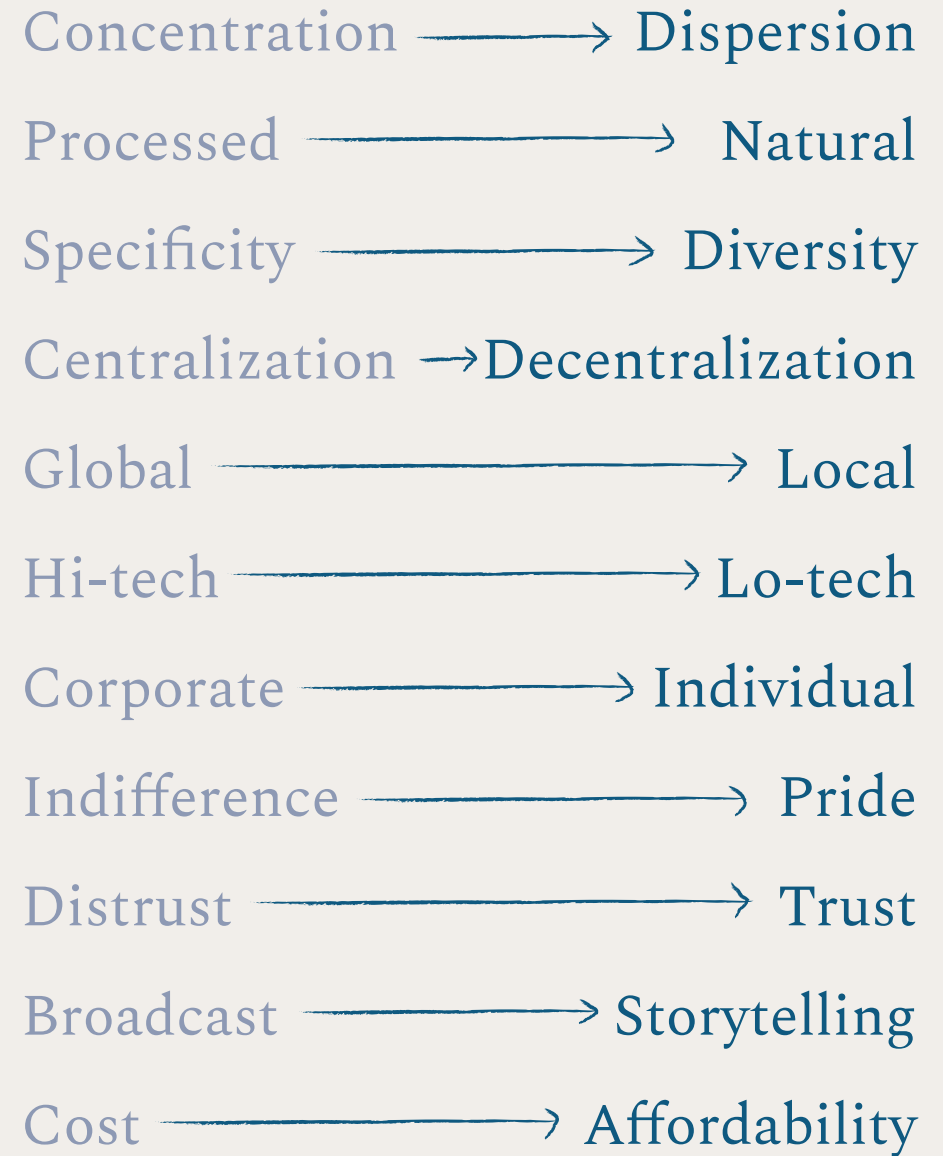 Concentration → Dispersion
Processed → Natural
Specificity → Diversity
Centralization → Decentralization
Global → Local
Hi-tech → Lo-tech
Corporate → Individual
Indifference → Pride
Distrust → Trust
Broadcast → Storytelling
Cost → Affordability